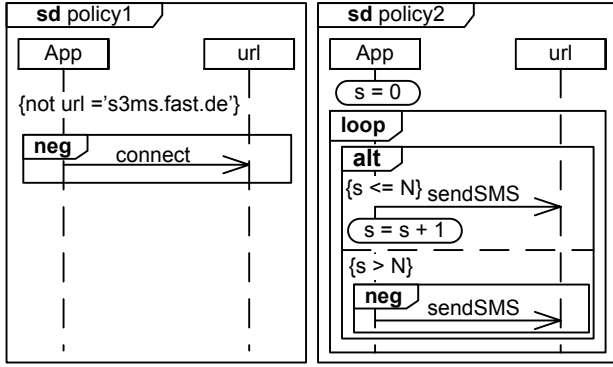 sd policy1
App
url
{not url ='s3ms.fast.de'}
neg
connect
sd policy2
App
url
s = 0
loop
alt
{s <= N}
sendSMS
s = s + 1
{s > N}
neg
sendSMS